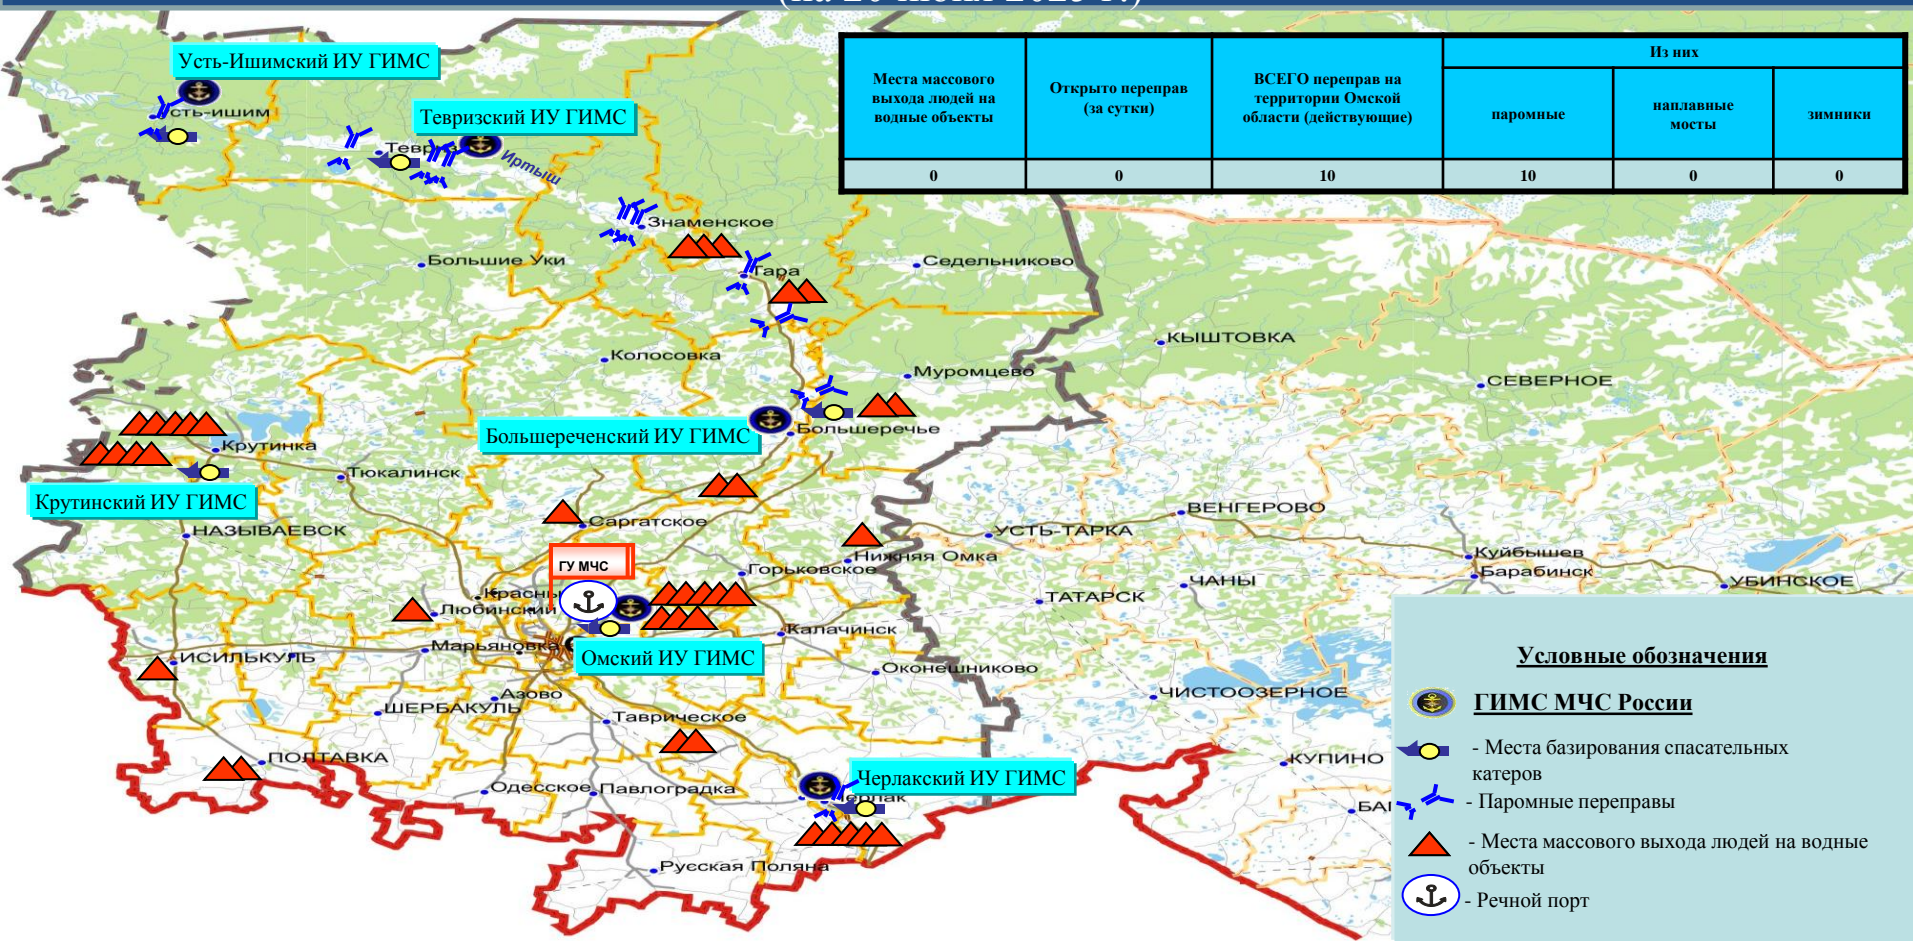 Усть-Ишимский ИУ ГИМС
Из них
Места массового
выхода людей на
водные объекты
Открыто переправ
(за сутки)
ВСЕГО переправ на
территории Омской
области (действующие)
паромные
наплавные
мосты
зимники
0
0
10
10
0
0
Тевризский ИУ ГИМС
Иртыш
Знаменское
Большие Уки
Тара
Седельниково
Колосовка
КЫШТОВКА
Муромцево
СЕВЕРНОЕ
Большереченский ИУ ГИМС
Большеречье
Крутинка
Тюкалинск
Крутинский ИУ ГИМС
НАЗЫВАЕВСК
Саргатское
ВЕНГЕРОВО
УСТЬ-ТАРКА
Нижняя Омка
Куйбышев
Барабинск
УБИНСКОЕ
ГУ МЧС
Горьковское
ЧАНЫ
ТАТАРСК
Любинский
Калачинск
Марьяновка
Омский ИУ ГИМС
ИСИЛЬКУЛЬ
Оконешниково
ЧИСТООЗЕРНОЕ
Азово
ШЕРБАКУЛЬ
Таврическое
ПОЛТАВКА
КУПИНО
Черлакский ИУ ГИМС
Одесское
Павлоградка
Русская Поляна
Условные обозначения
ГИМС МЧС России
- Места базирования спасательных
катеров
- Паромные переправы
- Места массового выхода людей на водные
объекты
- Речной порт